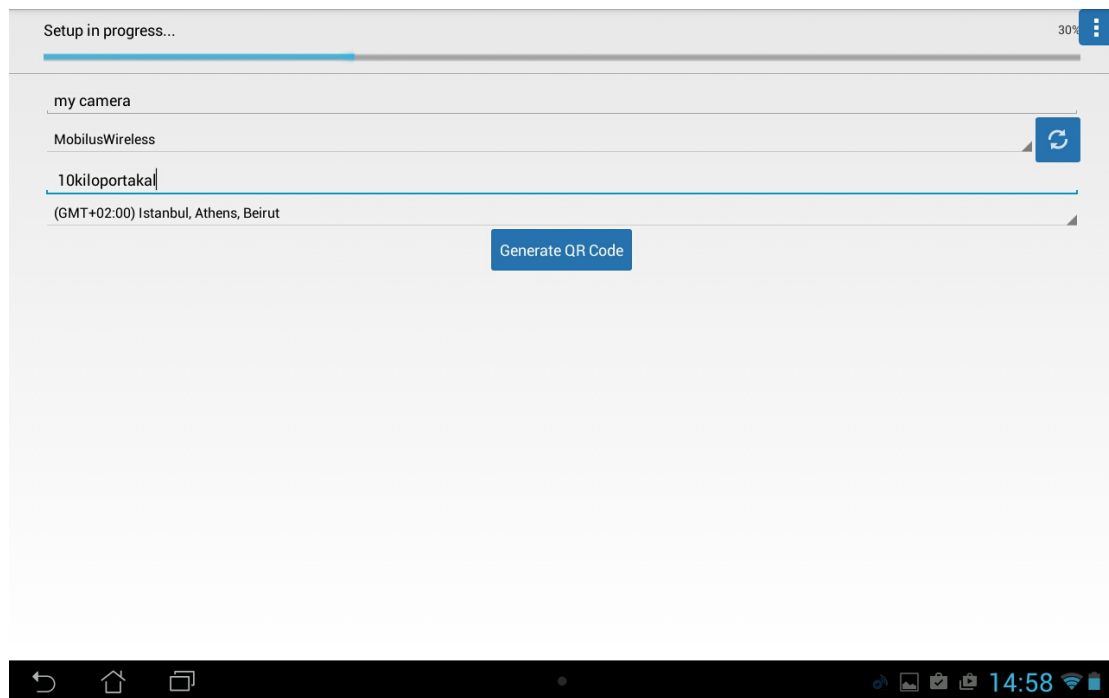 Setup in progress...
30%
my camera
MobilusWireless
10kiloportakal
(GMT+02:00) Istanbul, Athens, Beirut
Generate QR Code
14:58